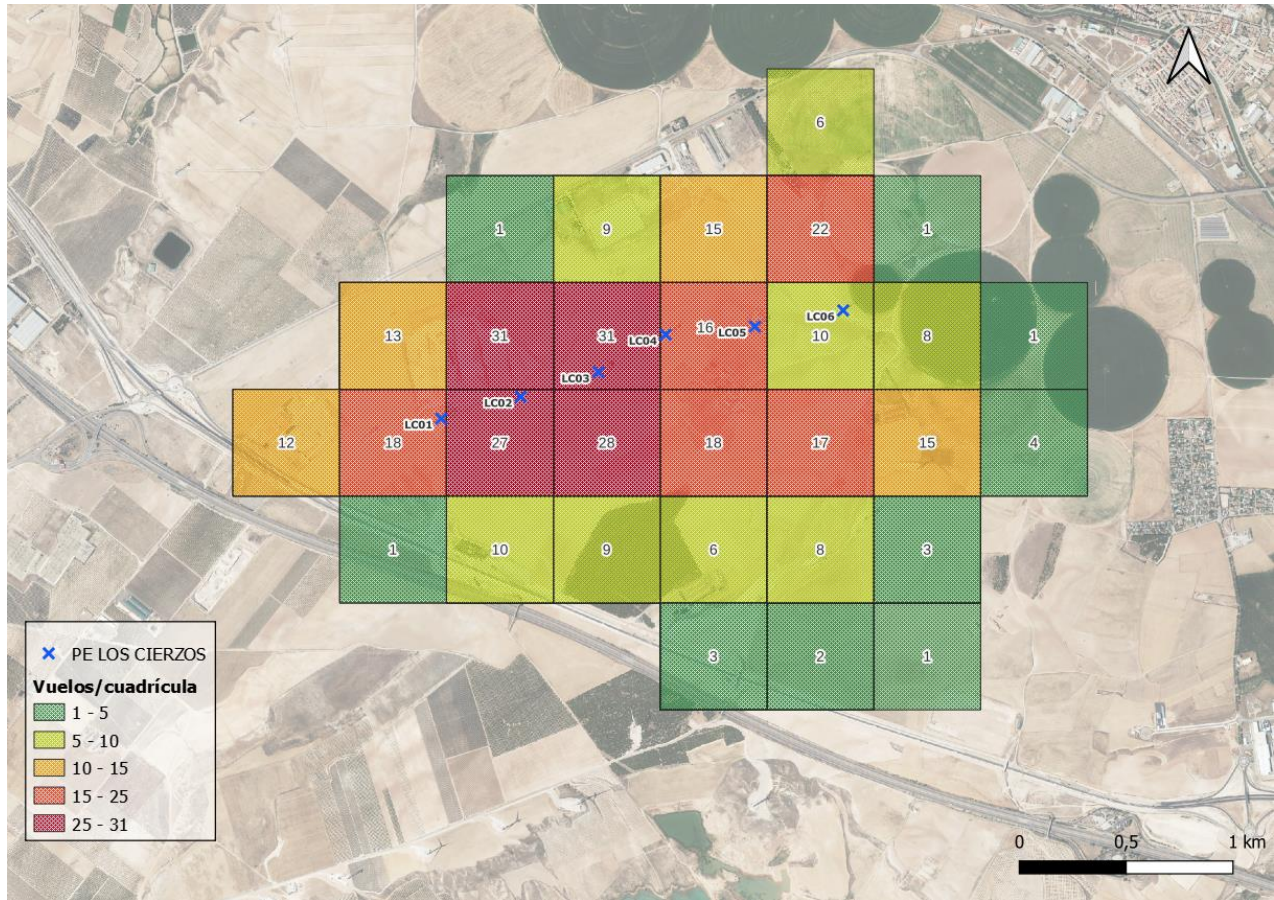 6
1 9 15 22 1
13 31 31 16 10 8 1
LC06
LC05
LC04
LC03
LC02
LC01
12 18 27 28 18 17 15 4
1 10 9 6 8 3
3 2 1
PE LOS CIERZOS
Vuelos/cuadrícula
1 - 5
5 - 10
10 - 15
15 - 25
25 - 31
0 0,5 1 km